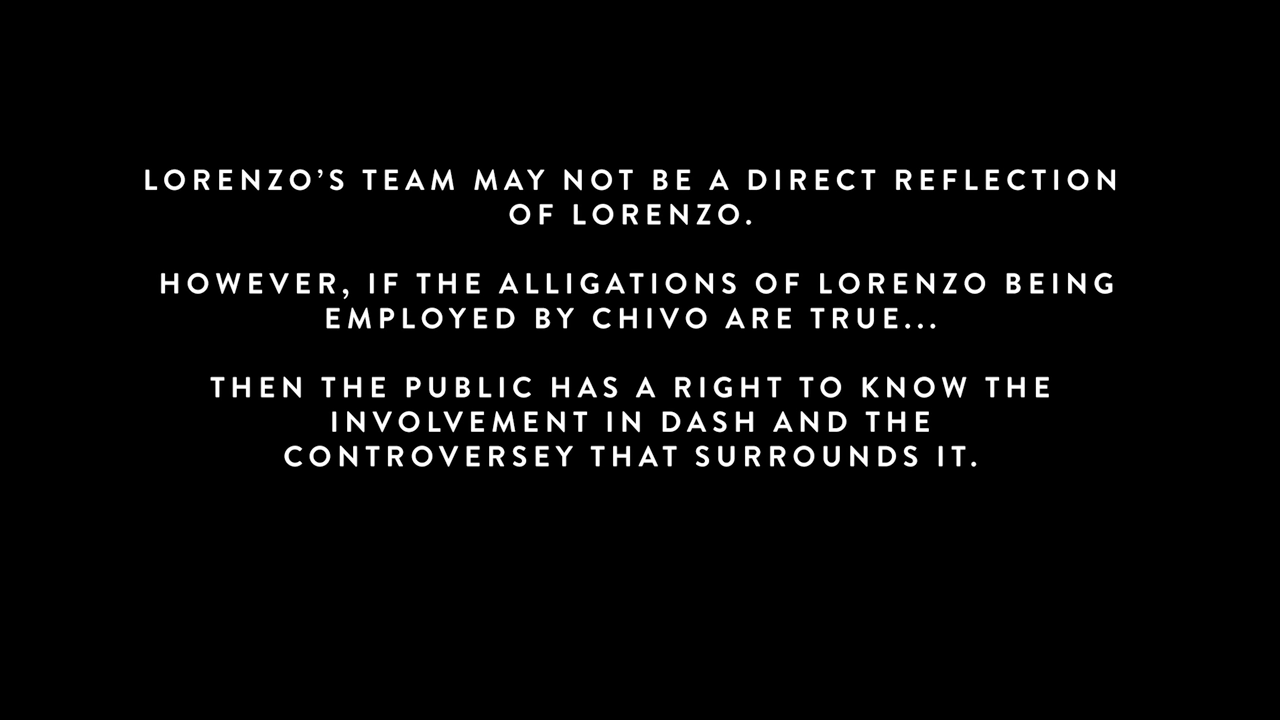 LORENZO’S TEAM MAY NOT BE A DIRECT REFLECTION
OF LORENZO.
HOWEVER, IF THE ALLIGATIONS OF LORENZO BEING
EMPLOYED BY CHIVO ARE TRUE...
THEN THE PUBLIC HAS A RIGHT TO KNOW THE
INVOLVEMENT IN DASH AND THE
CONTROVERSEY THAT SURROUNDS IT.